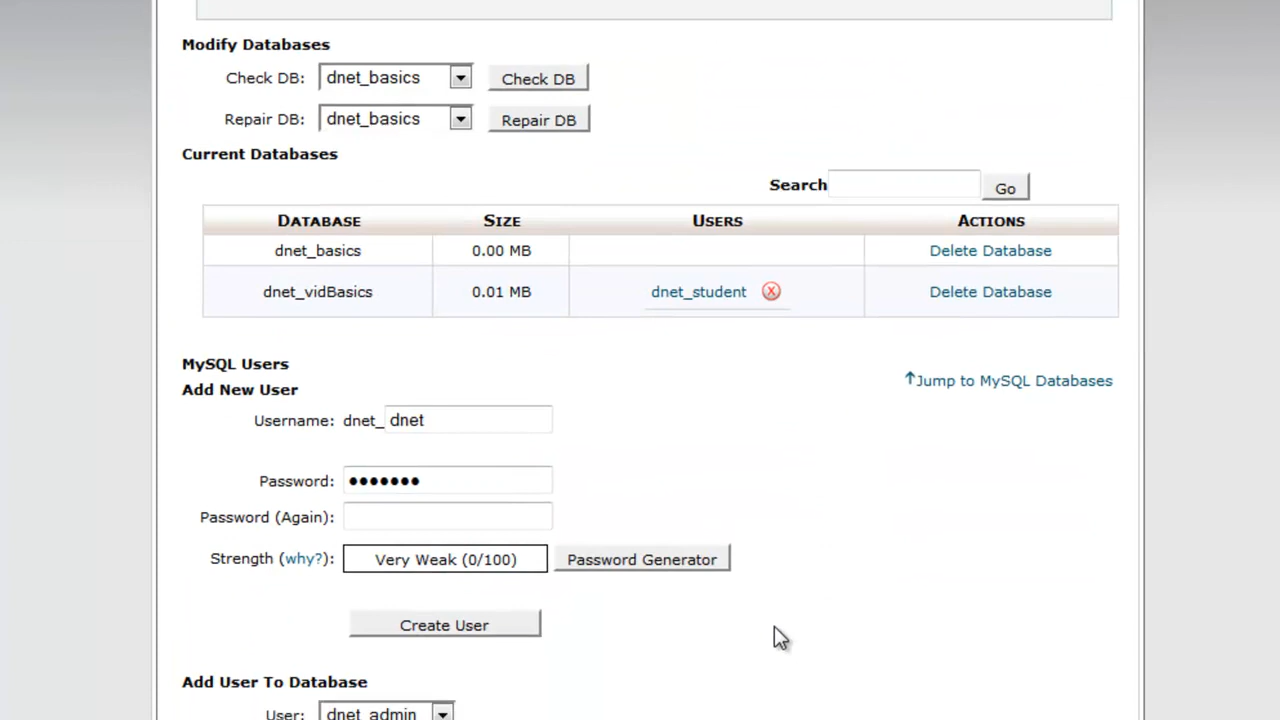 Modify Databases
Check DB: dnet_basics Check DB
Repair DB: dnet_basics Repair DB
Current Databases
Search Go
DATABASE SIZE USERS ACTIONS
dnet_basics 0.00 MB Delete Database
dnet_vidBasics 0.01 MB dnet_student Delete Database
MySQL Users
Jump to MySQL Databases
Add New User
Username: dnet_ dnet
Password: •••••••
Password (Again):
Strength (why?): Very Weak (0/100) Password Generator
Create User
Add User To Database
User: dnet_admin